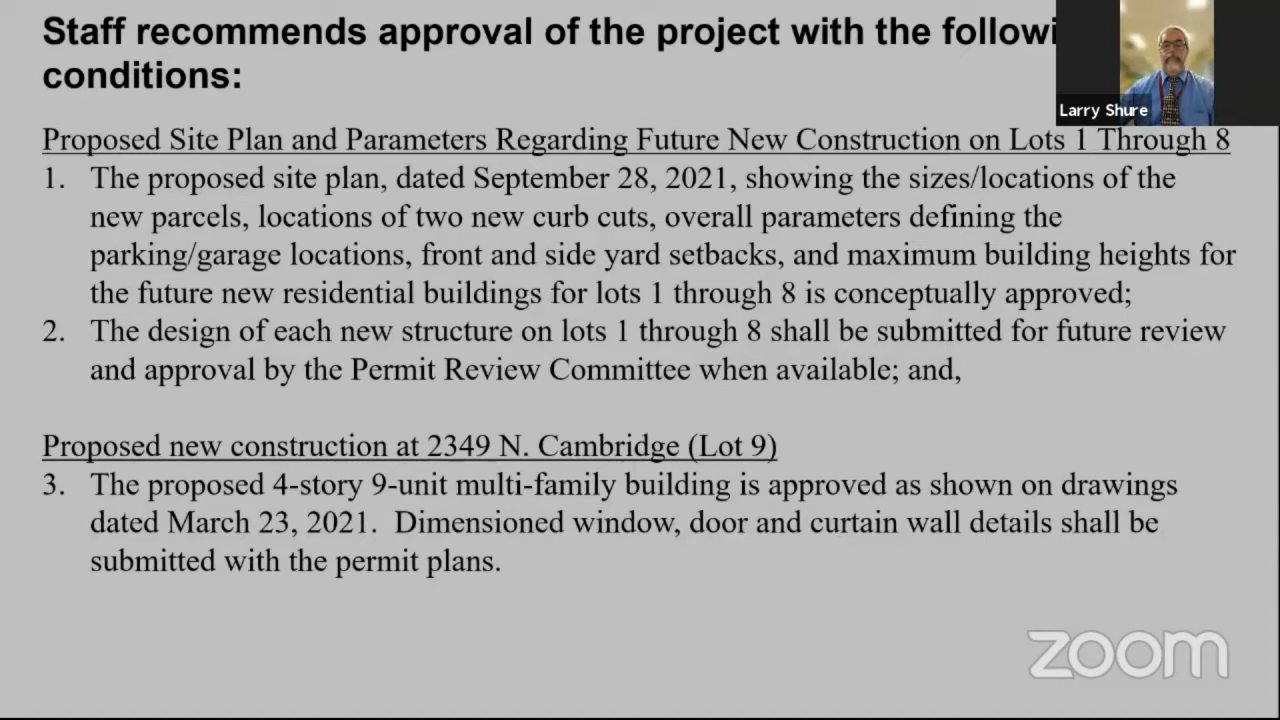 Staff recommends approval of the project with the followi
conditions:
Larry Shure
Proposed Site Plan and Parameters Regarding Future New Construction on Lots 1 Through 8
1. The proposed site plan, dated September 28, 2021, showing the sizes/locations of the
new parcels, locations of two new curb cuts, overall parameters defining the
parking/garage locations, front and side yard setbacks, and maximum building heights for
the future new residential buildings for lots 1 through 8 is conceptually approved;
2. The design of each new structure on lots 1 through 8 shall be submitted for future review
and approval by the Permit Review Committee when available; and,
Proposed new construction at 2349 N. Cambridge (Lot 9)
3. The proposed 4-story 9-unit multi-family building is approved as shown on drawings
dated March 23, 2021. Dimensioned window, door and curtain wall details shall be
submitted with the permit plans.
zoom